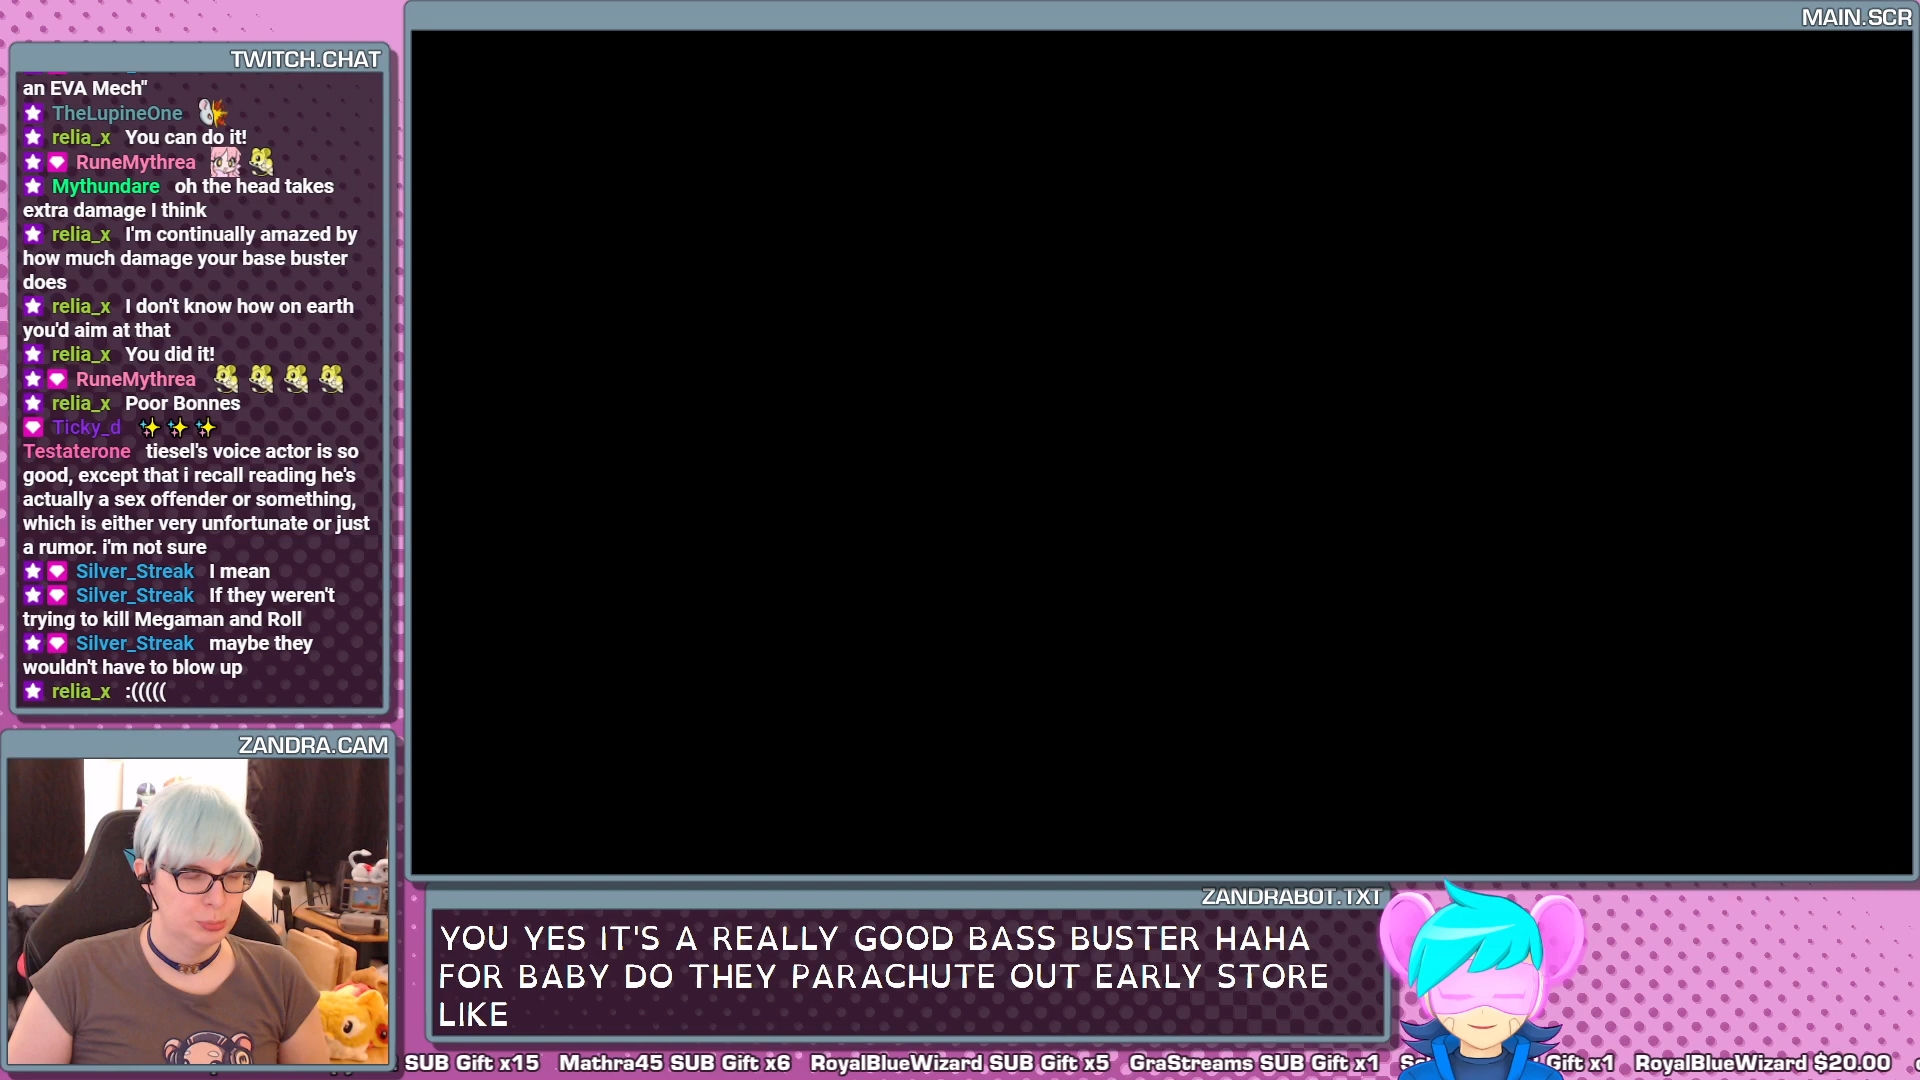 MAIN.SCR
TWITCH.CHAT
an EVA Mech"
TheLupineOne
relia_x You can do it!
RuneMythrea
Mythundare oh the head takes
extra damage I think
relia_x I'm continually amazed by
how much damage your base buster
does
relia_x I don't know how on earth
you'd aim at that
relia_x You did it!
RuneMythrea
relia_x Poor Bonnes
Ticky_d
Testaterone tiesel's voice actor is so
good, except that i recall reading he's
actually a sex offender or something,
which is either very unfortunate or just
a rumor. i'm not sure
Silver_Streak I mean
Silver_Streak If they weren't
trying to kill Megaman and Roll
Silver_Streak maybe they
wouldn't have to blow up
relia_x :(((((
ZANDRA.CAM
ZANDRABOT.TXT
YOU YES IT'S A REALLY GOOD BASS BUSTER HAHA
FOR BABY DO THEY PARACHUTE OUT EARLY STORE
LIKE
SUB Gift x15 Mathra45 SUB Gift x6 RoyalBlueWizard SUB Gift x5 GraStreams SUB Gift x1 Gift x1 RoyalBlueWizard $20.00